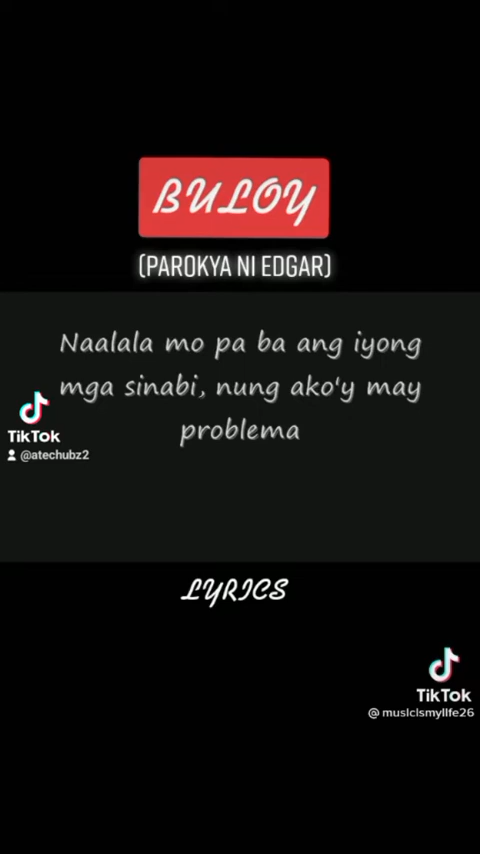 BULOY
(PAROKYA NI EDGAR)
Naalala mo pa ba ang iyong
mga sinabi, nung ako'y may
problema
TikTok
@atechubz2
LYRICS
TikTok
@musicismylife26